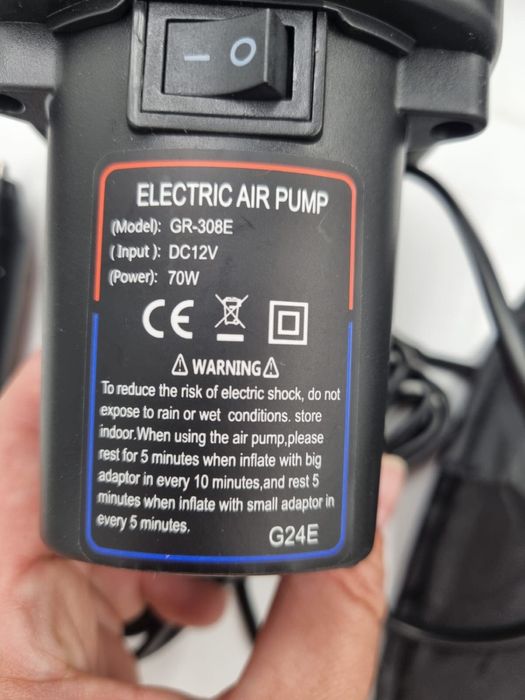 — O
ELECTRIC AIR PUMP
(Model): GR-308E
(Input): DC12V
(Power): 70W
CE
⚠ WARNING ⚠
To reduce the risk of electric shock, do not
expose to rain or wet conditions. store
indoor.When using the air pump,please
rest for 5 minutes when inflate with big
adaptor in every 10 minutes,and rest 5
minutes when inflate with small adaptor in
every 5 minutes.
G24E